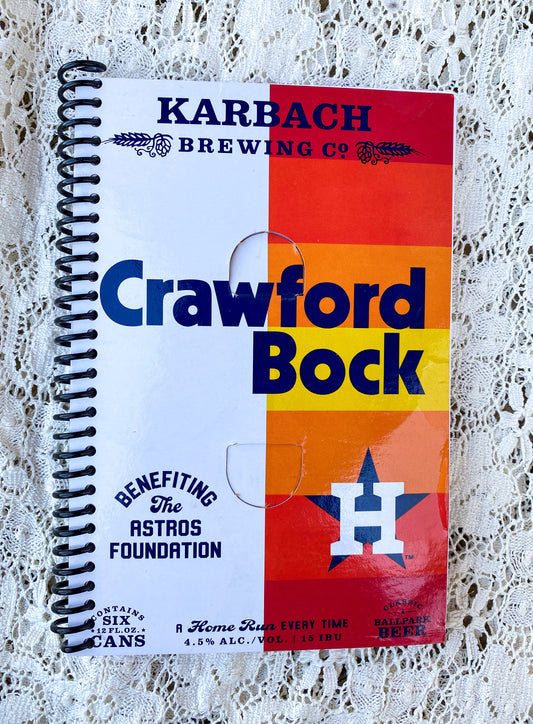 KARBACH
BREWING CO
Crawford
Bock
BENEFITING
The
ASTROS
FOUNDATION
H
TM
CONTAINS
SIX
12 FL. OZ.
CANS
A Home Run EVERY TIME
4.5% ALC./VOL. | 15 IBU
CLASSIC
BALLPARK
BEER